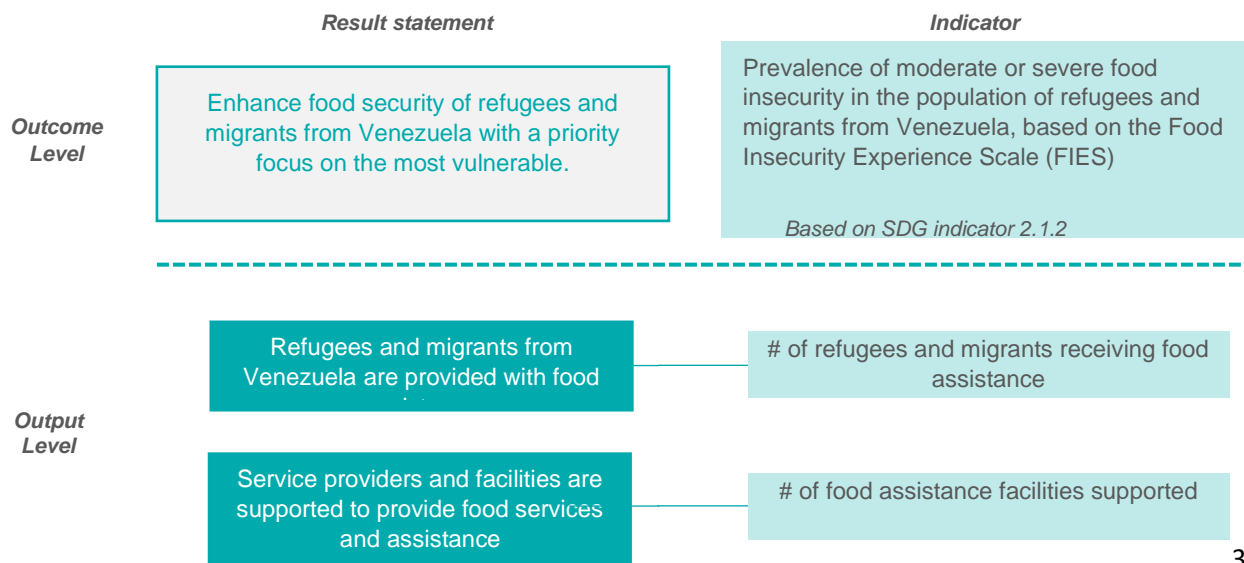 Result statement
Indicator
Outcome
Level
Enhance food security of refugees and
migrants from Venezuela with a priority
focus on the most vulnerable.
Prevalence of moderate or severe food
insecurity in the population of refugees and
migrants from Venezuela, based on the Food
Insecurity Experience Scale (FIES)
Based on SDG indicator 2.1.2
Output
Level
Refugees and migrants from
Venezuela are provided with food
# of refugees and migrants receiving food
assistance
Service providers and facilities are
supported to provide food services
and assistance
# of food assistance facilities supported
3